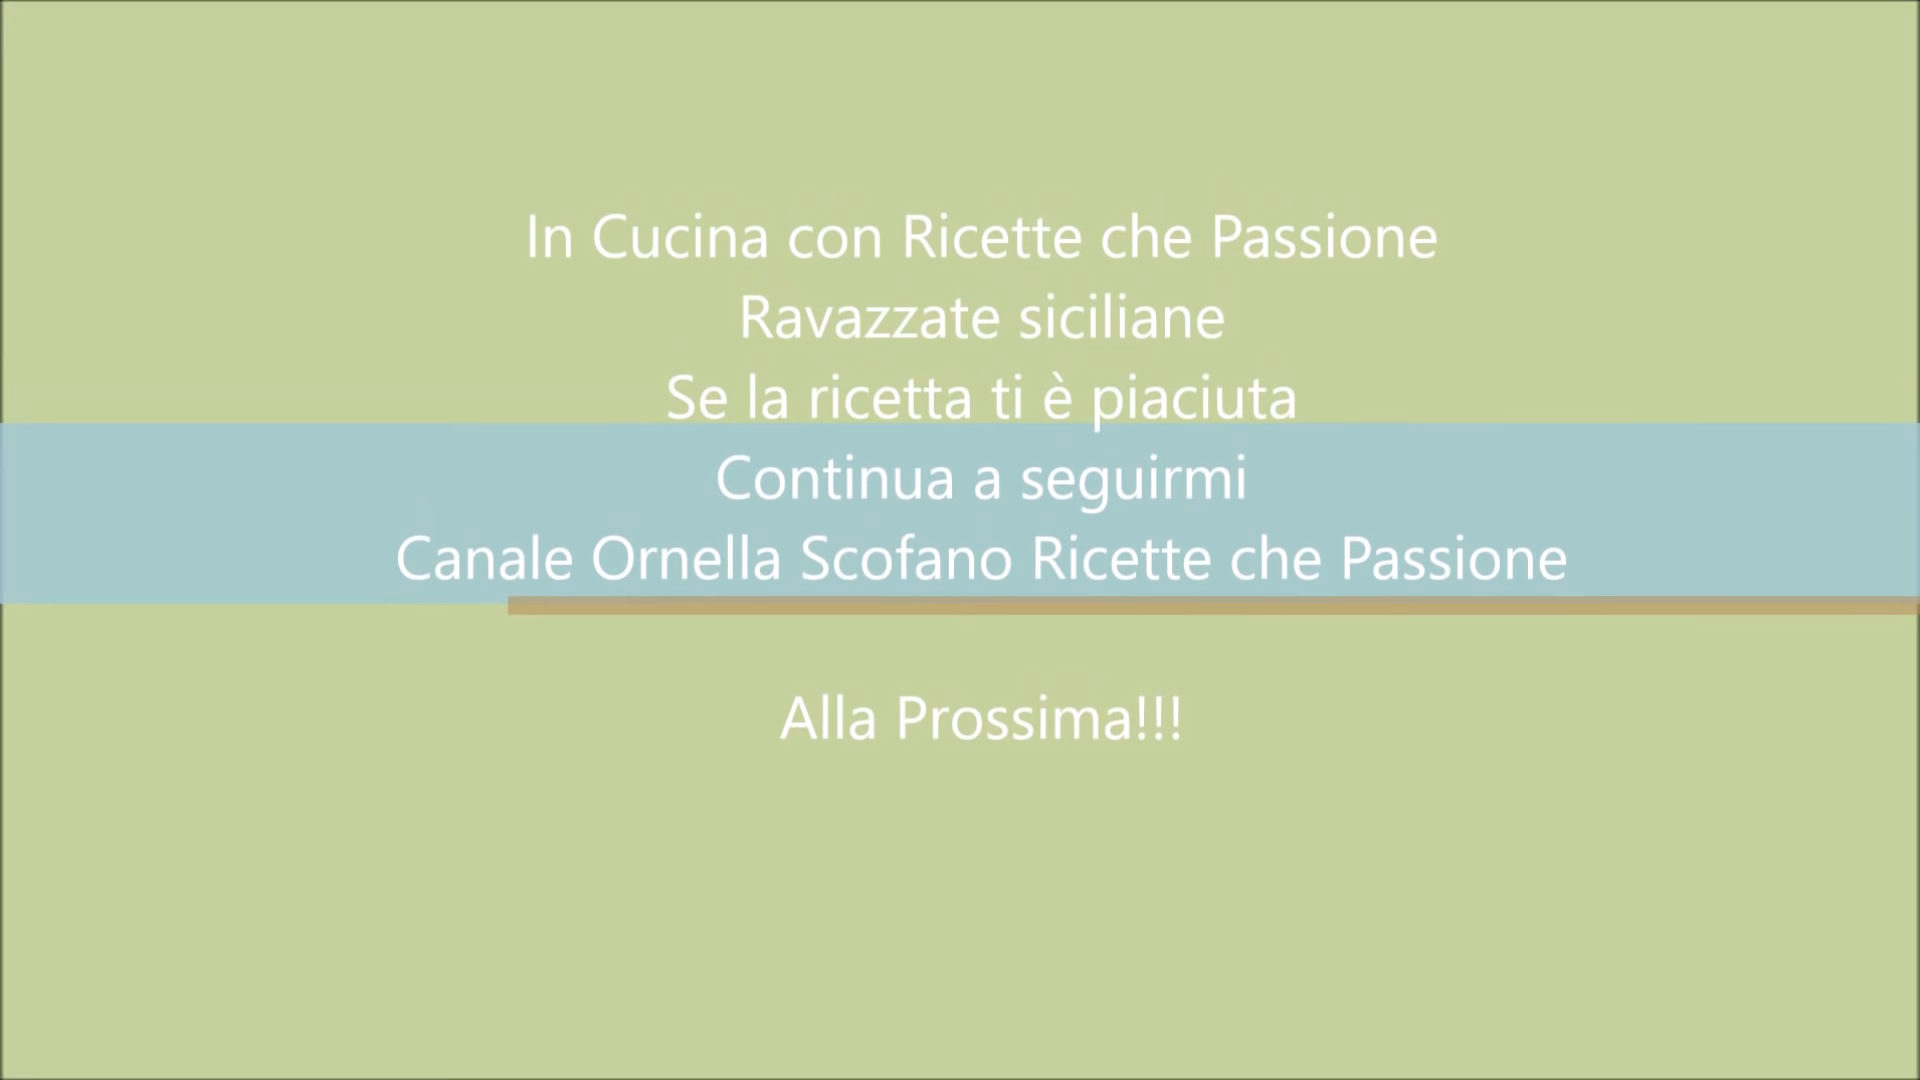 In Cucina con Ricette che Passione
Ravazzate siciliane
Se la ricetta ti è piaciuta
Continua a seguirmi
Canale Ornella Scofano Ricette che Passione
Alla Prossima!!!